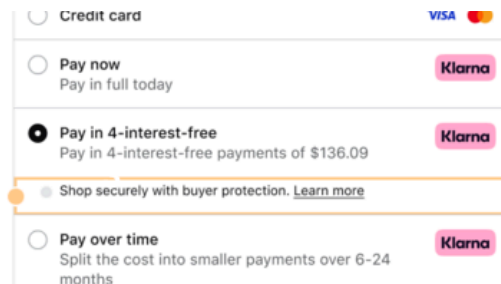 Credit card
VISA
Pay now
Klarna
Pay in full today
Pay in 4-interest-free
Klarna
Pay in 4-interest-free payments of $136.09
Shop securely with buyer protection. Learn more
Pay over time
Klarna
Split the cost into smaller payments over 6-24
months